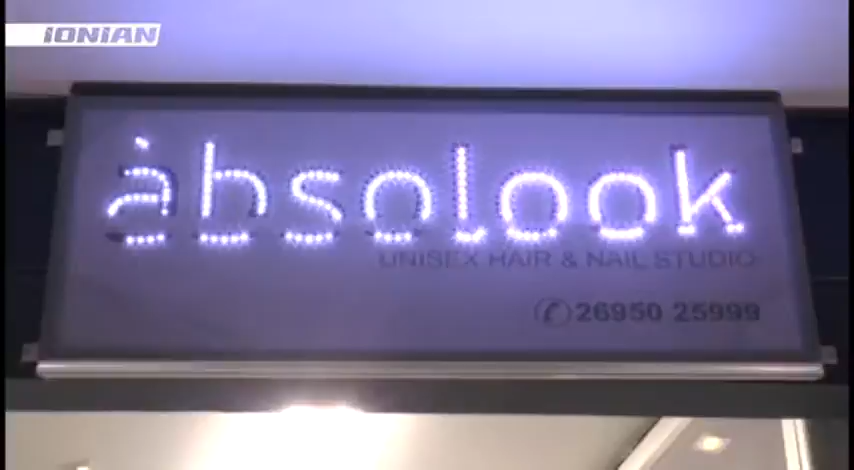 IONIAN
àbsolook
UNISEX HAIR & NAIL STUDIO
26950 25999